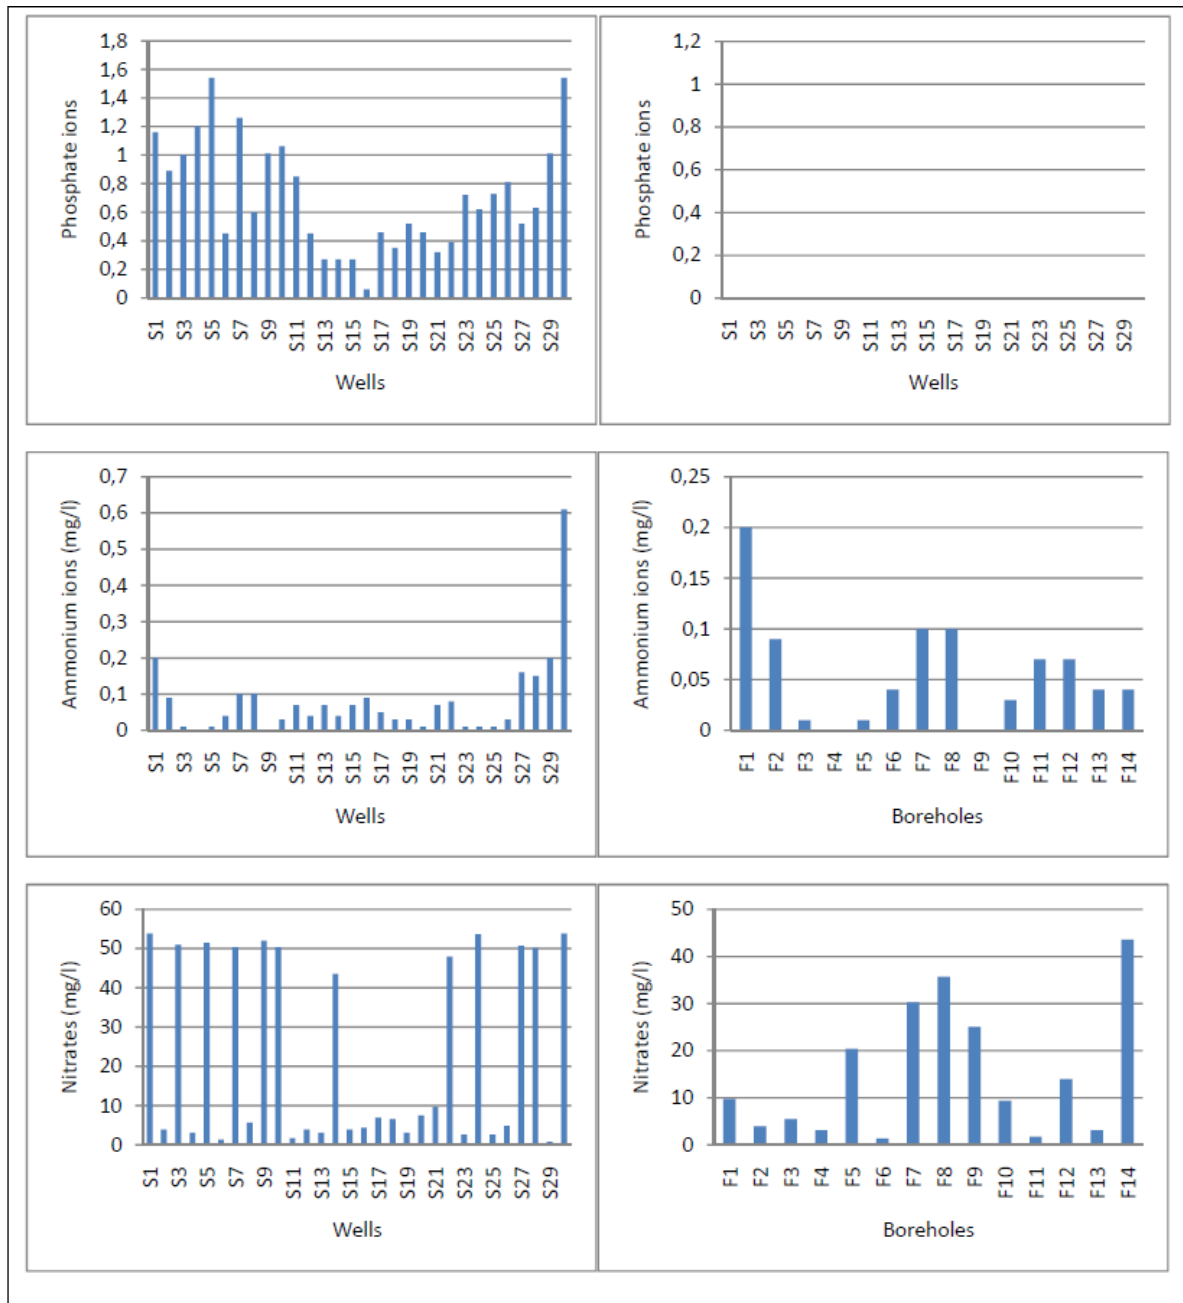 Phosphate ions
1,8
1,6
1,4
1,2
1
0,8
0,6
0,4
0,2
0
S1 S3 S5 S7 S9 S11 S13 S15 S17 S19 S21 S23 S25 S27 S29
Wells
Phosphate ions
1,2
1
0,8
0,6
0,4
0,2
0
S1 S3 S5 S7 S9 S11 S13 S15 S17 S19 S21 S23 S25 S27 S29
Wells
Ammonium ions (mg/l)
0,7
0,6
0,5
0,4
0,3
0,2
0,1
0
S1 S3 S5 S7 S9 S11 S13 S15 S17 S19 S21 S23 S25 S27 S29
Wells
Ammonium ions (mg/l)
0,25
0,2
0,15
0,1
0,05
0
F1 F2 F3 F4 F5 F6 F7 F8 F9 F10 F11 F12 F13 F14
Boreholes
Nitrates (mg/l)
60
50
40
30
20
10
0
S1 S3 S5 S7 S9 S11 S13 S15 S17 S19 S21 S23 S25 S27 S29
Wells
Nitrates (mg/l)
50
40
30
20
10
0
F1 F2 F3 F4 F5 F6 F7 F8 F9 F10 F11 F12 F13 F14
Boreholes